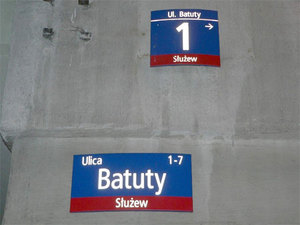 Ul. Batuty
1 →
Służew
Ulica 1-7
Batuty
Służew